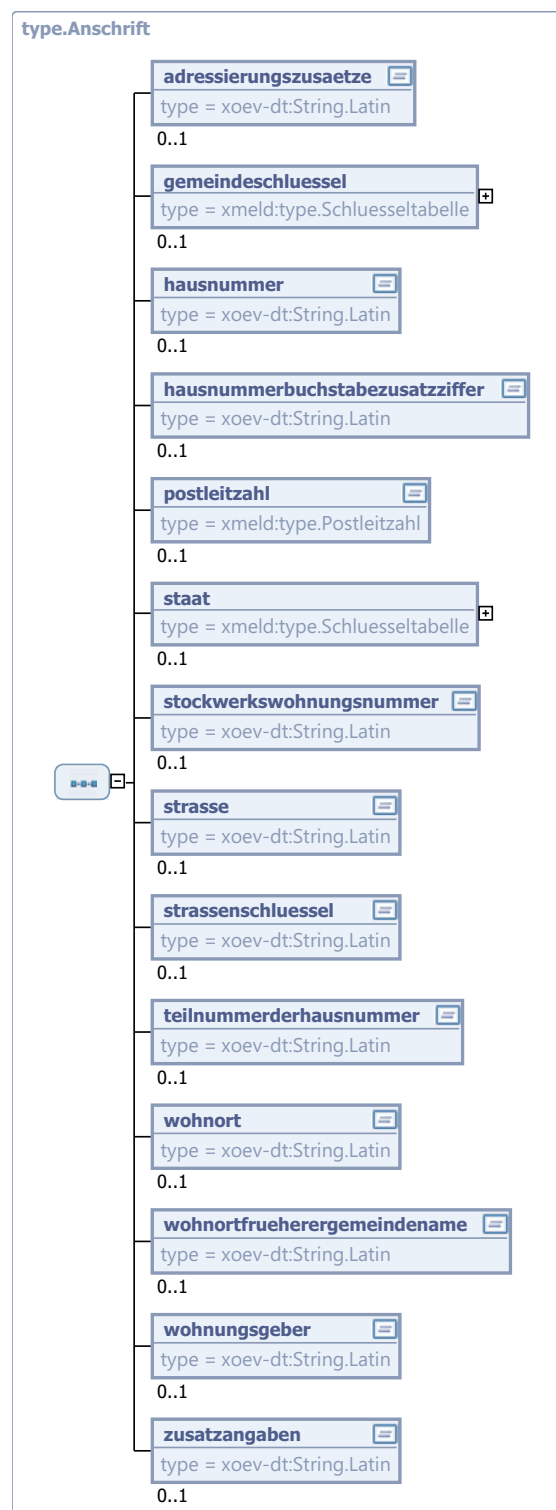 type.Anschrift
adressierungszusaetze
type = xoev-dt:String.Latin
0..1
gemeindeschluessel
type = xmeld:type.Schluesseltabelle
0..1
hausnummer
type = xoev-dt:String.Latin
0..1
hausnummerbuchstabezusatzziffer
type = xoev-dt:String.Latin
0..1
postleitzahl
type = xmeld:type.Postleitzahl
0..1
staat
type = xmeld:type.Schluesseltabelle
0..1
stockwerkswohnungsnummer
type = xoev-dt:String.Latin
0..1
strasse
type = xoev-dt:String.Latin
0..1
strassenschluessel
type = xoev-dt:String.Latin
0..1
teilnummerderhausnummer
type = xoev-dt:String.Latin
0..1
wohnort
type = xoev-dt:String.Latin
0..1
wohnortfrueherergemeindename
type = xoev-dt:String.Latin
0..1
wohnungsgeber
type = xoev-dt:String.Latin
0..1
zusatzangaben
type = xoev-dt:String.Latin
0..1